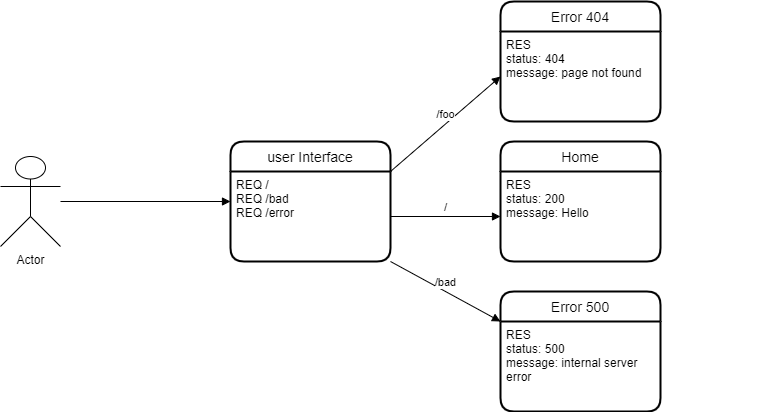 Error 404
RES
status: 404
message: page not found
/foo
user Interface
REQ /
REQ /bad
REQ /error
Home
RES
status: 200
message: Hello
/
Actor
/bad
Error 500
RES
status: 500
message: internal server
error